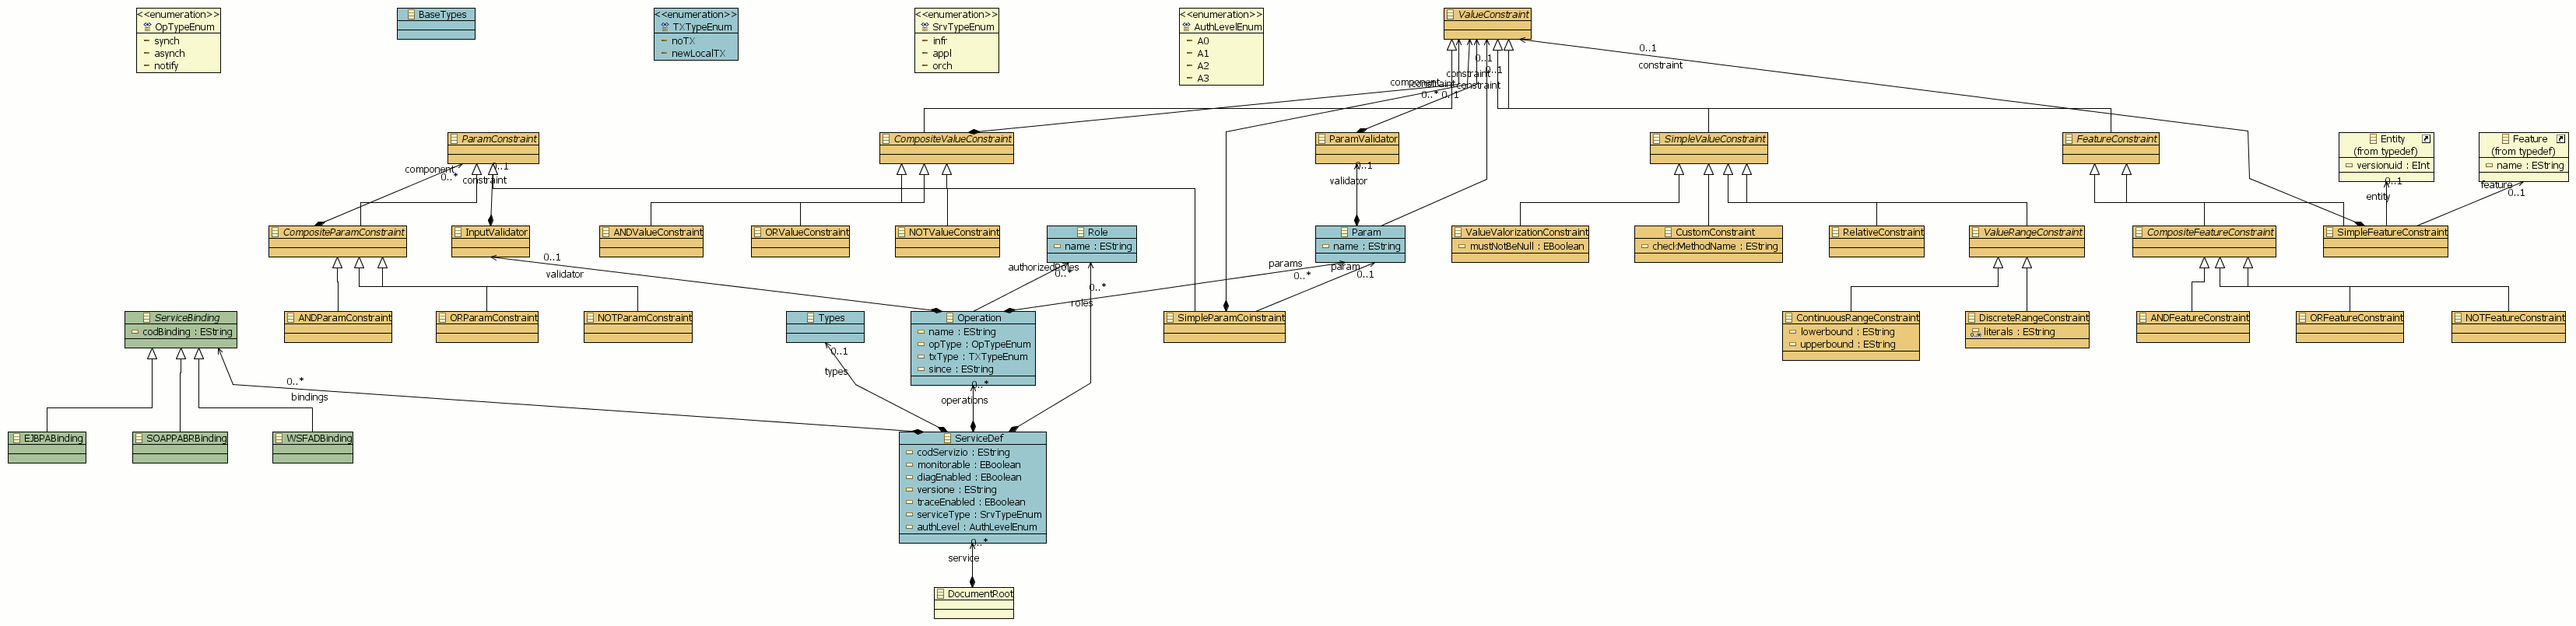 <<enumeration>>
OpTypeEnum
synch
asynch
notify
BaseTypes
<<enumeration>>
TXTypeEnum
noTX
newLocalTX
<<enumeration>>
SrvTypeEnum
infr
appl
orch
<<enumeration>>
AuthLevelEnum
A0
A1
A2
A3
ValueConstraint
0..1
constraint
0..1
constraint
0..1
constraint
component
constraint
0..*
0..1
ParamConstraint
component
0..*
0..1
constraint
CompositeValueConstraint
ParamValidator
0..1
validator
SimpleValueConstraint
FeatureConstraint
Entity
(from typedef)
versionuid : EInt
0..1
entity
Feature
(from typedef)
name : EString
feature
0..1
CompositeParamConstraint
InputValidator
0..1
validator
ANDValueConstraint
ORValueConstraint
NOTValueConstraint
Role
name : EString
authorizedRoles
0..*
0..*
roles
Param
name : EString
params
0..*
param
0..1
ValueValorizationConstraint
mustNotBeNull : EBoolean
CustomConstraint
checkMethodName : EString
RelativeConstraint
ValueRangeConstraint
CompositeFeatureConstraint
SimpleFeatureConstraint
ServiceBinding
codBinding : EString
0..*
bindings
ANDParamConstraint
ORParamConstraint
NOTParamConstraint
Types
0..1
types
Operation
name : EString
opType : OpTypeEnum
txType : TXTypeEnum
since : EString
0..*
operations
SimpleParamCoinstraint
ContinuousRangeConstraint
lowerbound : EString
upperbound : EString
DiscreteRangeConstraint
literals : EString
ANDFeatureConstraint
ORFeatureConstraint
NOTFeatureConstraint
EJBPABinding
SOAPPABRBinding
WSFADBinding
ServiceDef
codServizio : EString
monitorable : EBoolean
diagEnabled : EBoolean
versione : EString
traceEnabled : EBoolean
serviceType : SrvTypeEnum
authLevel : AuthLevelEnum
0..*
service
DocumentRoot